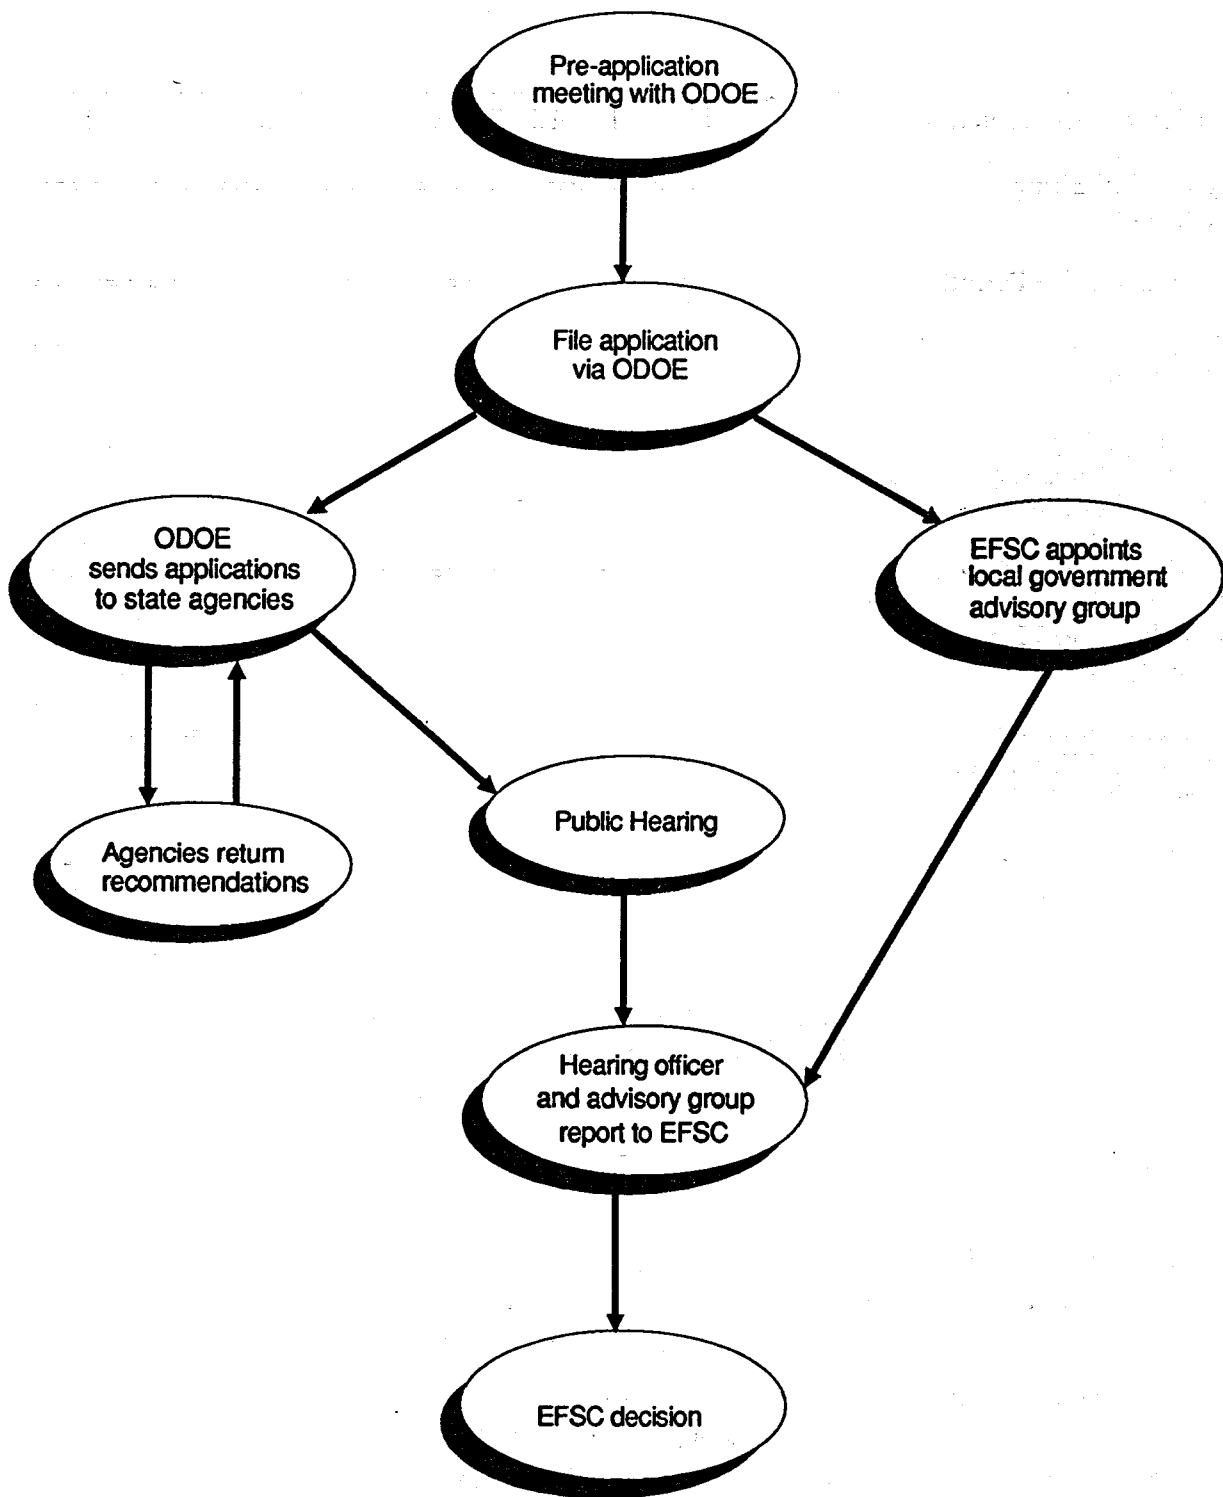 Pre-application
meeting with ODOE
File application
via ODOE
ODOE
sends applications
to state agencies
EFSC appoints
local government
advisory group
Public Hearing
Agencies return
recommendations
Hearing officer
and advisory group
report to EFSC
EFSC decision